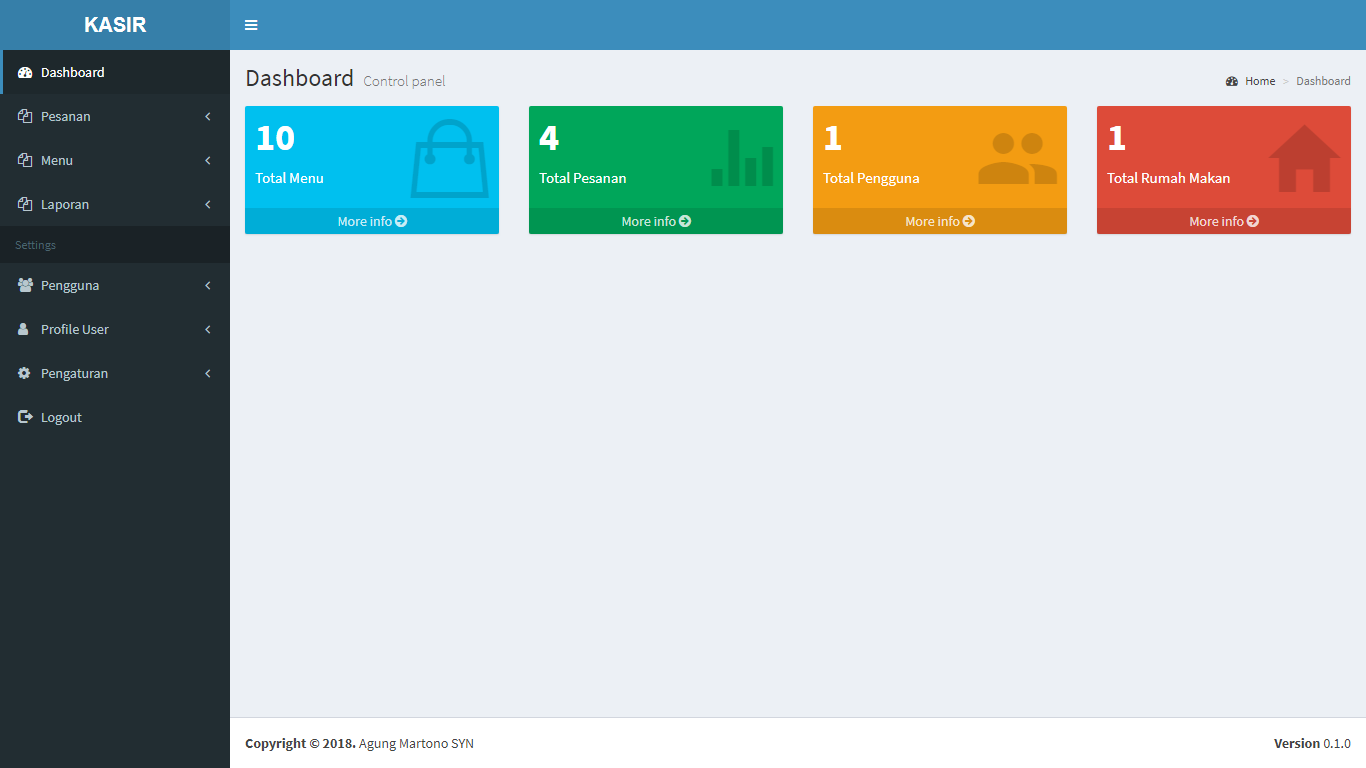 KASIR
Dashboard
Pesanan
Menu
Laporan
Settings
Pengguna
Profile User
Pengaturan
Logout
Dashboard Control panel
Home > Dashboard
10
Total Menu
More info
4
Total Pesanan
More info
1
Total Pengguna
More info
1
Total Rumah Makan
More info
Copyright © 2018. Agung Martono SYN
Version 0.1.0